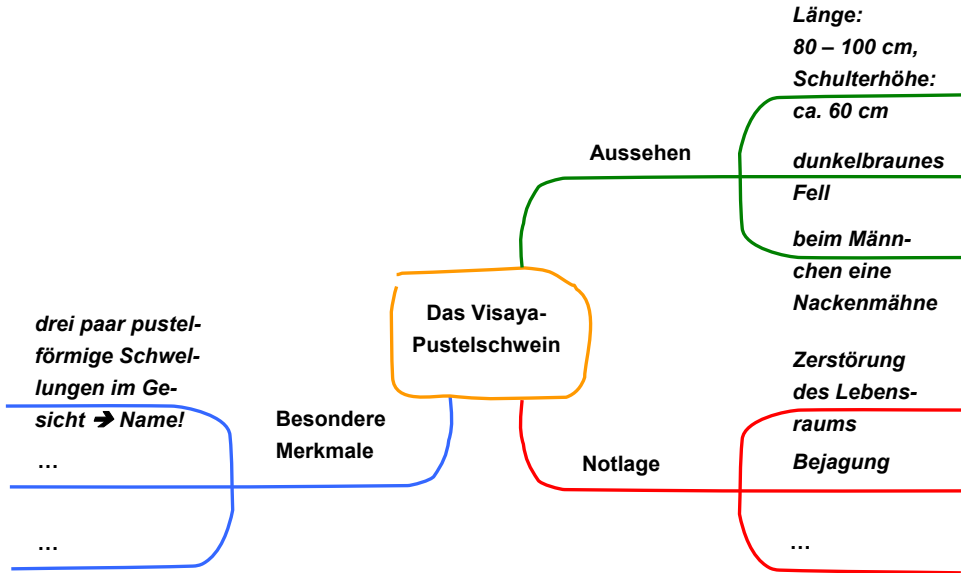 Das Visaya-
Pustelschwein
Aussehen
Länge:
80 – 100 cm,
Schulterhöhe:
ca. 60 cm
dunkelbraunes
Fell
beim Männ-
chen eine
Nackenmähne
Notlage
Zerstörung
des Lebens-
raums
Bejagung
…
Besondere
Merkmale
drei paar pustel-
förmige Schwel-
lungen im Ge-
sicht ➔ Name!
…
…